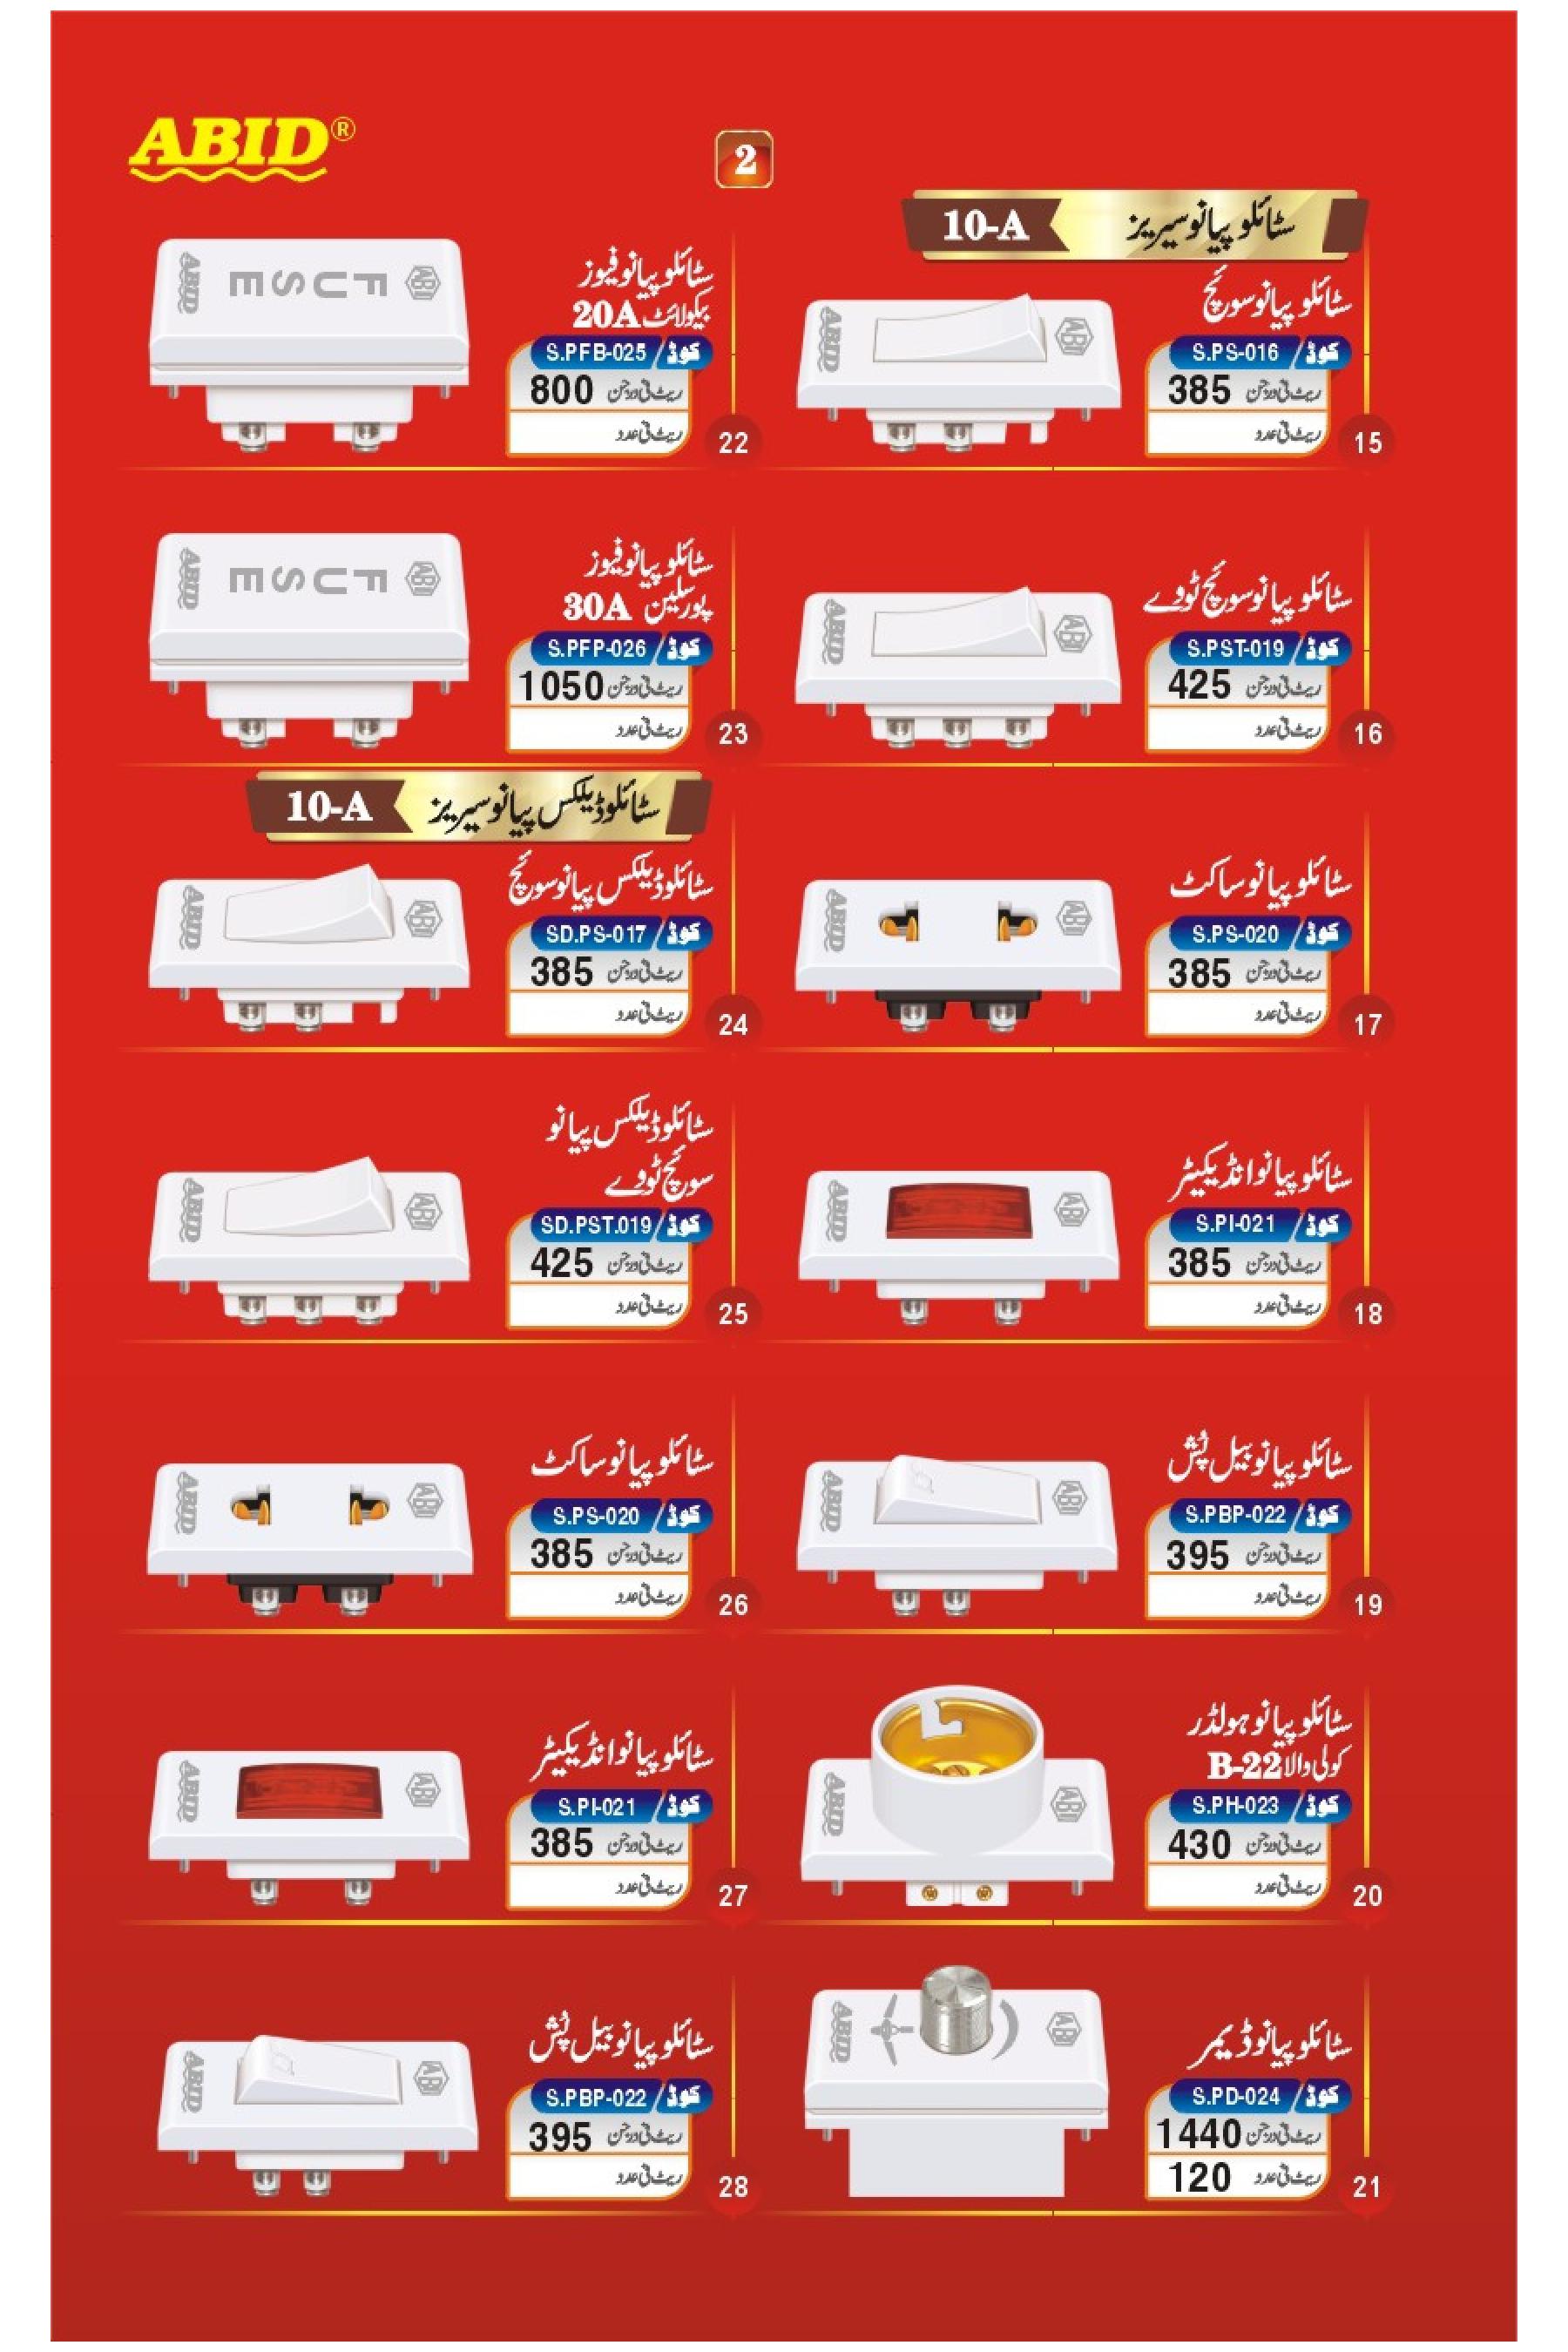 ABID®
2
سٹائلو پیانو سیریز 10-A
سٹائلو پیانو سوئچ
کوڈ / S.PS-016
ریٹ فی درجن 385
ریٹ فی عدد
15
سٹائلو پیانو سوئچ ٹووے
کوڈ / S.PST-019
ریٹ فی درجن 425
ریٹ فی عدد
16
سٹائلو پیانو ساکٹ
کوڈ / S.PS-020
ریٹ فی درجن 385
ریٹ فی عدد
17
سٹائلو پیانو انڈیکیٹر
کوڈ / S.PI-021
ریٹ فی درجن 385
ریٹ فی عدد
18
سٹائلو پیانو بیل پُش
کوڈ / S.PBP-022
ریٹ فی درجن 395
ریٹ فی عدد
19
سٹائلو پیانو ہولڈر
کولی والا B-22
کوڈ / S.PH-023
ریٹ فی درجن 430
ریٹ فی عدد
20
سٹائلو پیانو ڈیمر
کوڈ / S.PD-024
ریٹ فی درجن 1440
ریٹ فی عدد 120
21
ABID FUSE ABI
سٹائلو پیانو فیوز
بیکولائٹ 20A
کوڈ / S.PFB-025
ریٹ فی درجن 800
ریٹ فی عدد
22
ABID FUSE ABI
سٹائلو پیانو فیوز
پورسلین 30A
کوڈ / S.PFP-026
ریٹ فی درجن 1050
ریٹ فی عدد
23
سٹائلو ڈیلکس پیانو سیریز 10-A
سٹائلو ڈیلکس پیانو سوئچ
کوڈ / SD.PS-017
ریٹ فی درجن 385
ریٹ فی عدد
24
سٹائلو ڈیلکس پیانو
سوئچ ٹووے
کوڈ / SD.PST.019
ریٹ فی درجن 425
ریٹ فی عدد
25
سٹائلو پیانو ساکٹ
کوڈ / S.PS-020
ریٹ فی درجن 385
ریٹ فی عدد
26
سٹائلو پیانو انڈیکیٹر
کوڈ / S.PI-021
ریٹ فی درجن 385
ریٹ فی عدد
27
سٹائلو پیانو بیل پُش
کوڈ / S.PBP-022
ریٹ فی درجن 395
ریٹ فی عدد
28